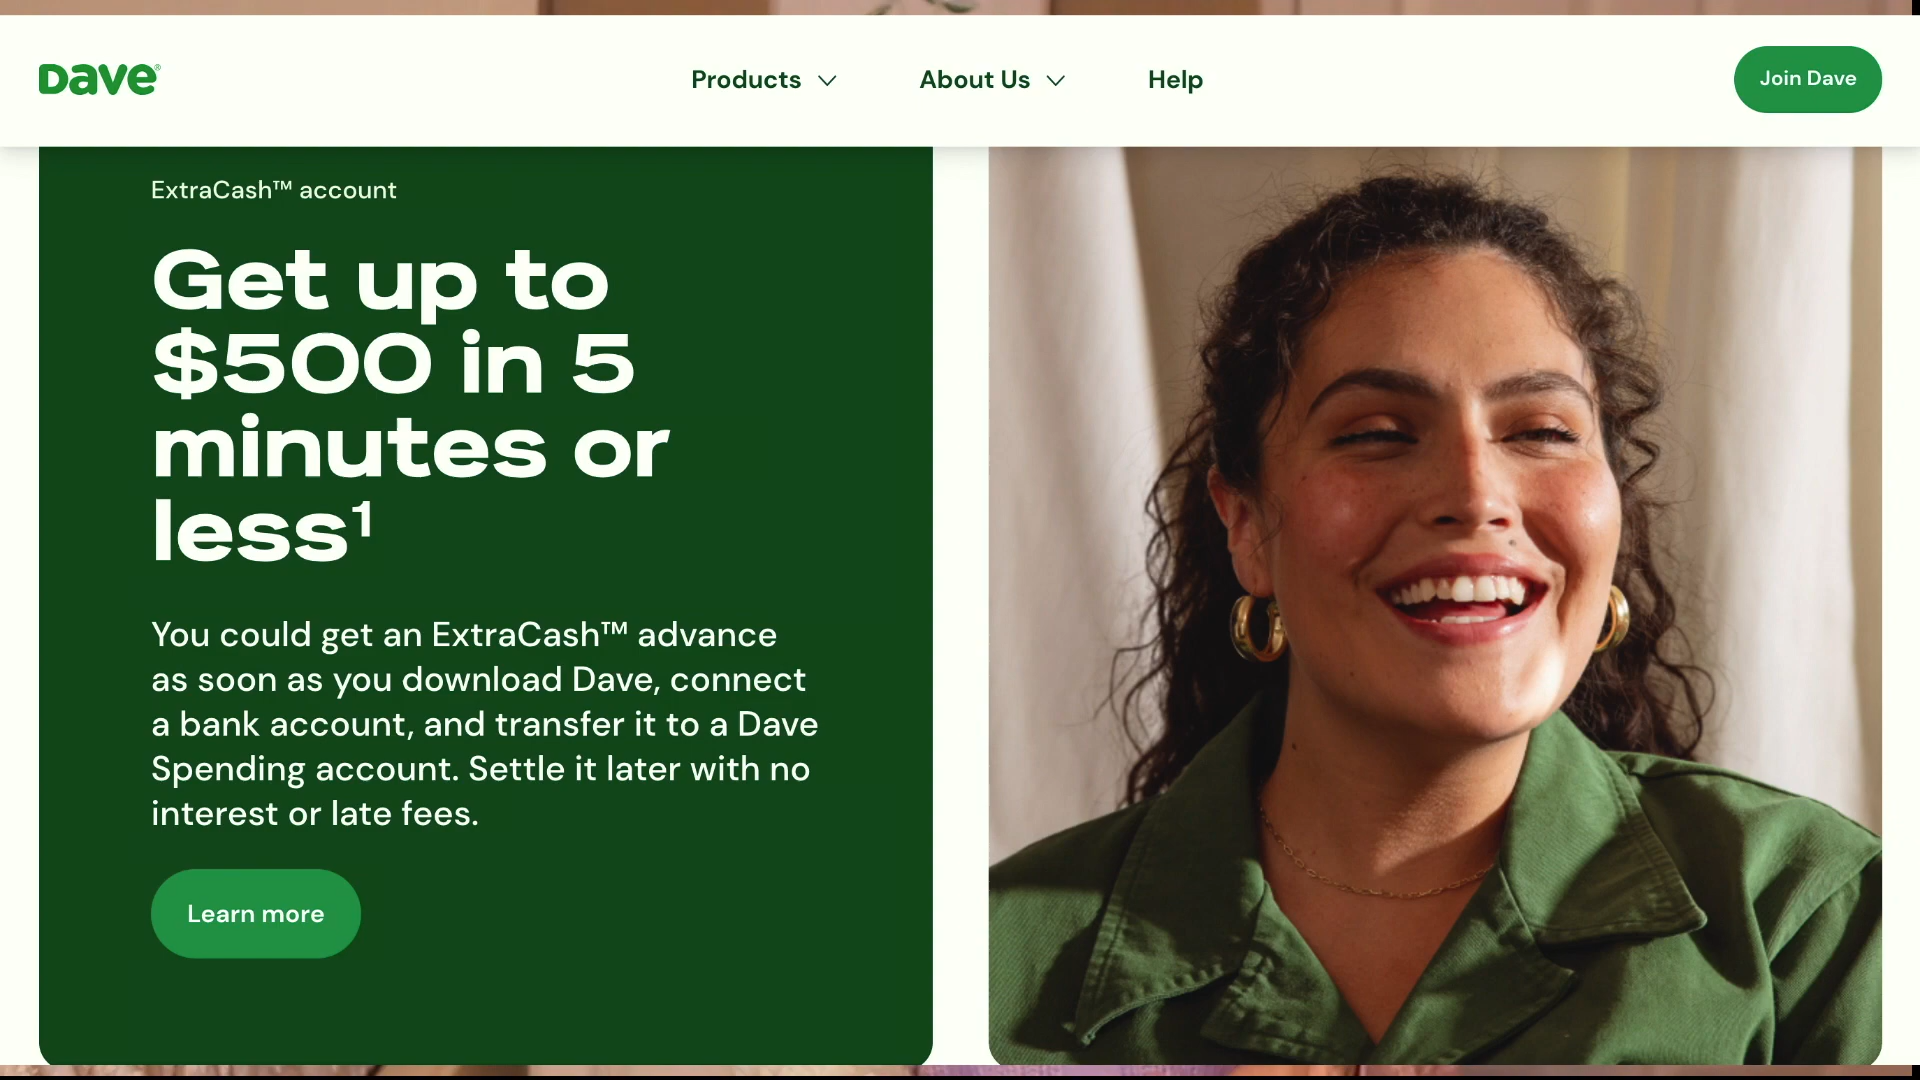 Dave®
Products
About Us
Help
Join Dave
ExtraCash™ account
Get up to
$500 in 5
minutes or
less¹
You could get an ExtraCash™ advance
as soon as you download Dave, connect
a bank account, and transfer it to a Dave
Spending account. Settle it later with no
interest or late fees.
Learn more